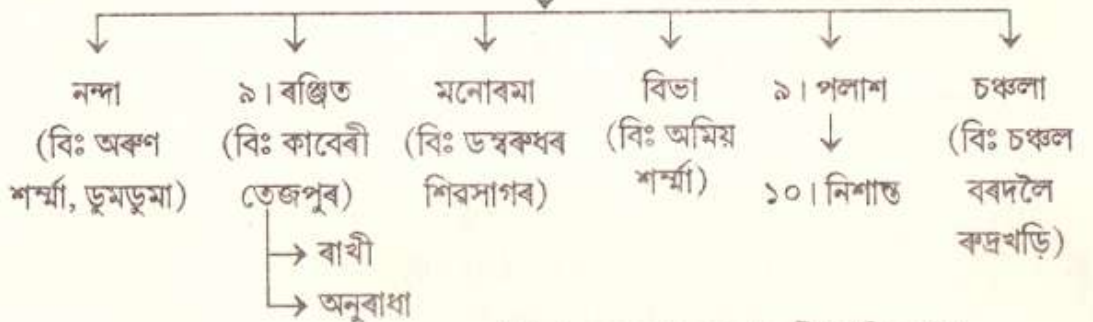 নন্দা ৯। ৰঞ্জিত মনোৰমা বিভা ৯। পলাশ চঞ্চলা
(বিঃ অৰুণ (বিঃ কাবেৰী (বিঃ ডম্বৰুধৰ (বিঃ অমিয় (বিঃ চঞ্চল
শৰ্ম্মা, ডুমডুমা) তেজপুৰ) শিৱসাগৰ) শৰ্ম্মা) ১০। নিশান্ত বৰদলৈ
ৰুদ্ৰখড়ি)
ৰাখী
অনুৰাধা